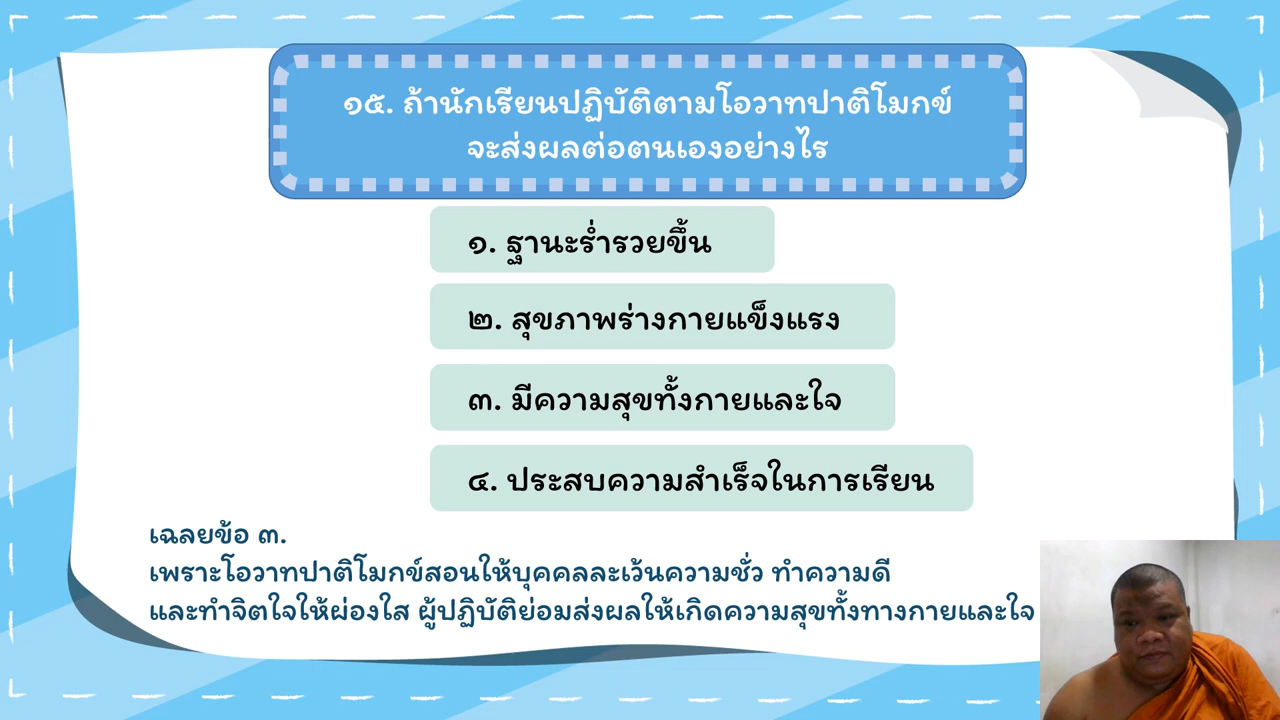 ๑๕. ถ้านักเรียนปฏิบัติตามโอวาทปาติโมกข์
จะส่งผลต่อตนเองอย่างไร
๑. ฐานะร่ำรวยขึ้น
๒. สุขภาพร่างกายแข็งแรง
๓. มีความสุขทั้งกายและใจ
๔. ประสบความสำเร็จในการเรียน
เฉลยข้อ ๓.
เพราะโอวาทปาติโมกข์สอนให้บุคคลละเว้นความชั่ว ทำความดี
และทำจิตใจให้ผ่องใส ผู้ปฏิบัติย่อมส่งผลให้เกิดความสุขทั้งทางกายและใจ